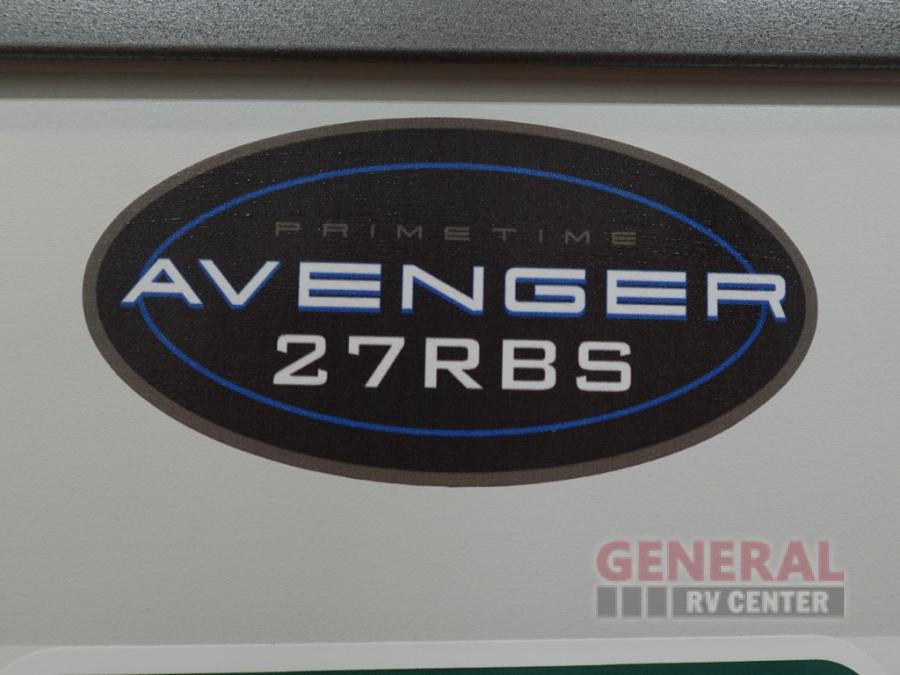 PRIMETIME
AVENGER
27RBS
GENERAL
RV CENTER